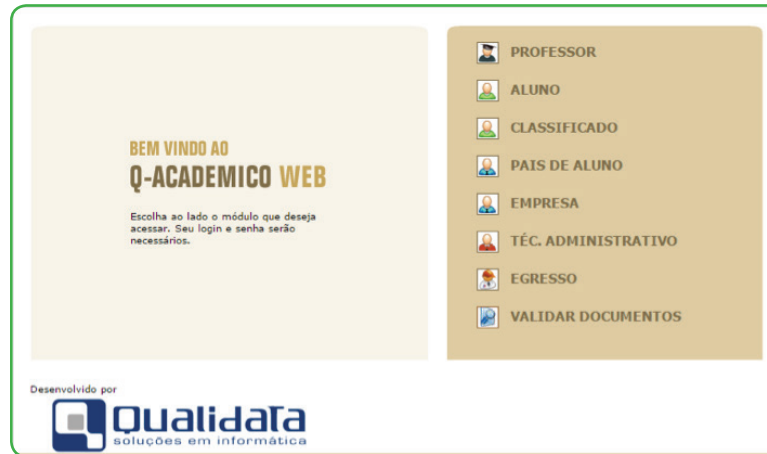 BEM VINDO AO
Q-ACADEMICO WEB
Escolha ao lado o módulo que deseja
acessar. Seu login e senha serão
necessários.
PROFESSOR
ALUNO
CLASSIFICADO
PAIS DE ALUNO
EMPRESA
TÉC. ADMINISTRATIVO
EGRESSO
VALIDAR DOCUMENTOS
Desenvolvido por
Qualidata
soluções em informática